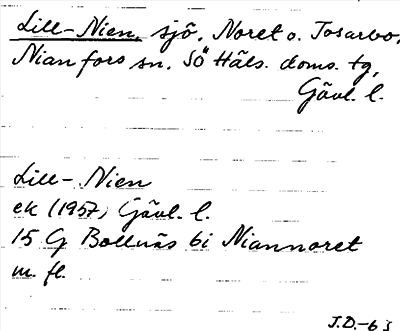 Lill-Nien, sjö, Noret o. Tosarbo,
Nianfors sn. Sö Häls. doms. tg,
Gävl. l.
Lill-Nien
ek (1957) Gävl. l.
15 G Bollnäs bi Niannoret
m. fl.
J.D.-63